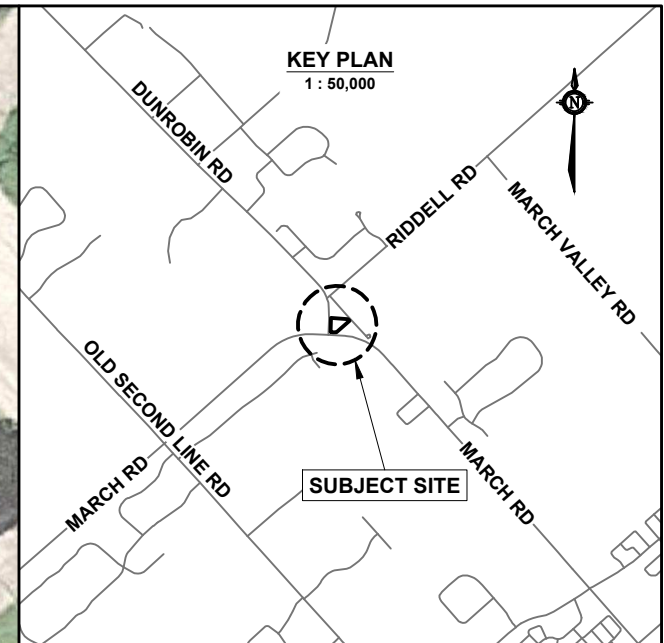 KEY PLAN
1 : 50,000
N
DUNROBIN RD
RIDDELL RD
MARCH VALLEY RD
OLD SECOND LINE RD
MARCH RD
MARCH RD
SUBJECT SITE